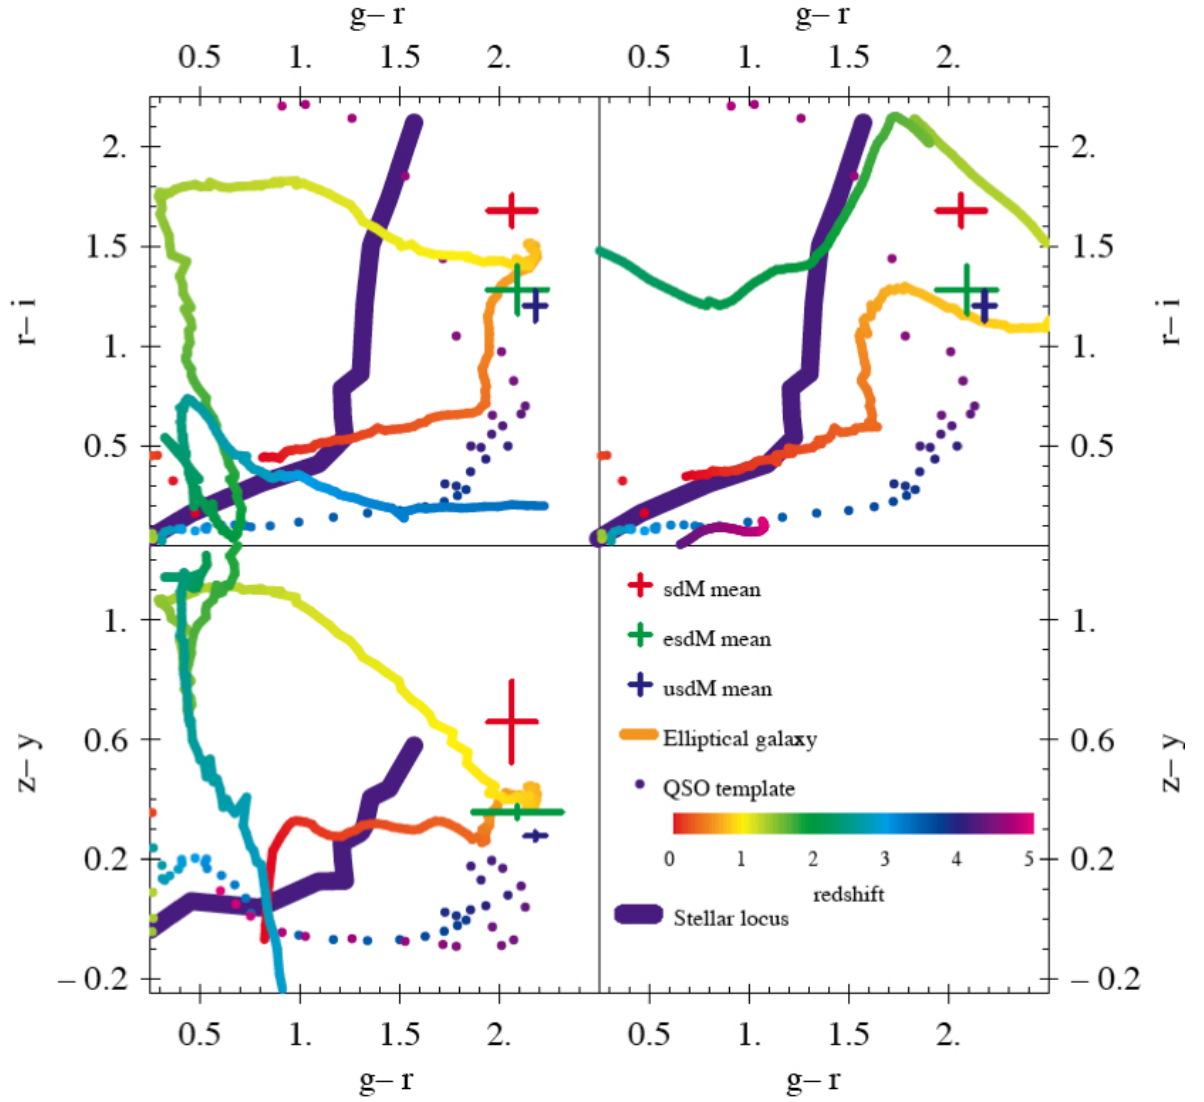 g– r g– r
0.5 1. 1.5 2. 0.5 1. 1.5 2.
2. 2.
1.5 1.5
r– i r– i
1. 1.
0.5 0.5
sdM mean
1. 1.
esdM mean
usdM mean
0.6 Elliptical galaxy 0.6
z– y z– y
QSO template
0.2 0 1 2 3 4 5 0.2
redshift
Stellar locus
– 0.2 – 0.2
0.5 1. 1.5 2. 0.5 1. 1.5 2.
g– r g– r